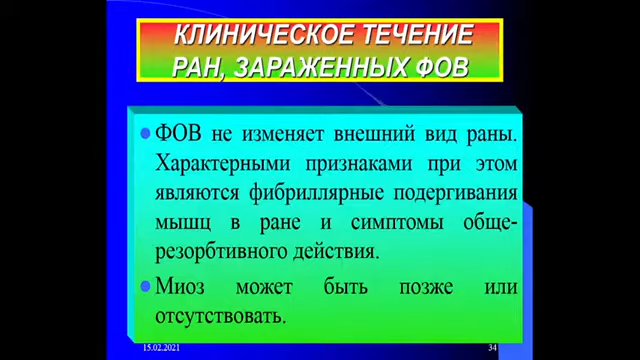 КЛИНИЧЕСКОЕ ТЕЧЕНИЕ
РАН, ЗАРАЖЕННЫХ ФОВ
ФОВ не изменяет внешний вид раны.
Характерными признаками при этом
являются фибриллярные подергивания
мышц в ране и симптомы обще-
резорбтивного действия.
Миоз может быть позже или
отсутствовать.
15.02.2021
34